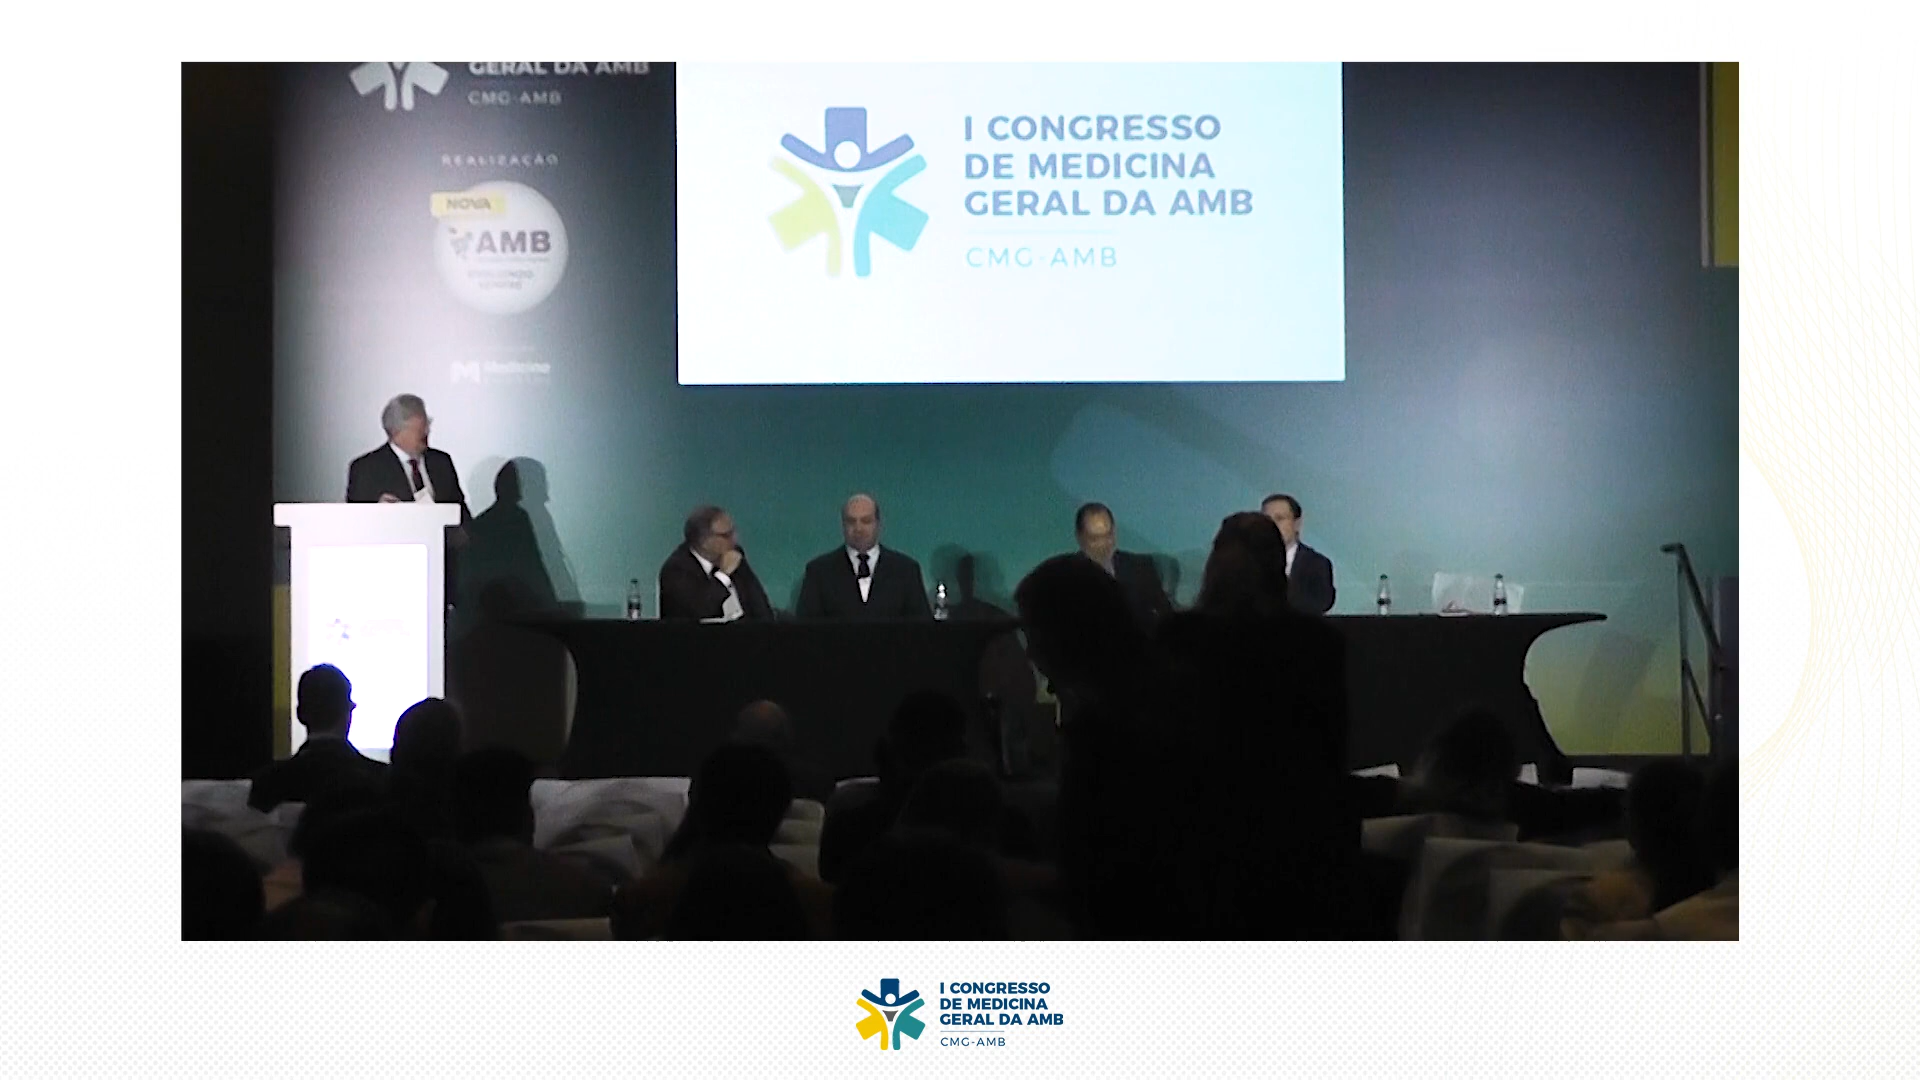 GERAL DA AMB
CMG-AMB
REALIZAÇÃO
NOVA
AMB
Medicine
I CONGRESSO
DE MEDICINA
GERAL DA AMB
CMG-AMB
I CONGRESSO
DE MEDICINA
GERAL DA AMB
CMG-AMB